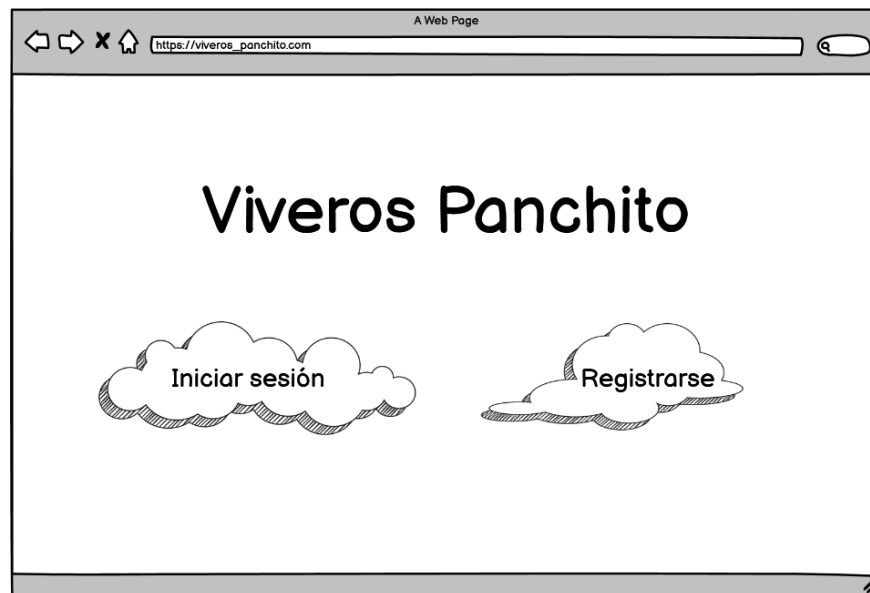 A Web Page
https://viveros_panchito.com
Viveros Panchito
Iniciar sesión
Registrarse